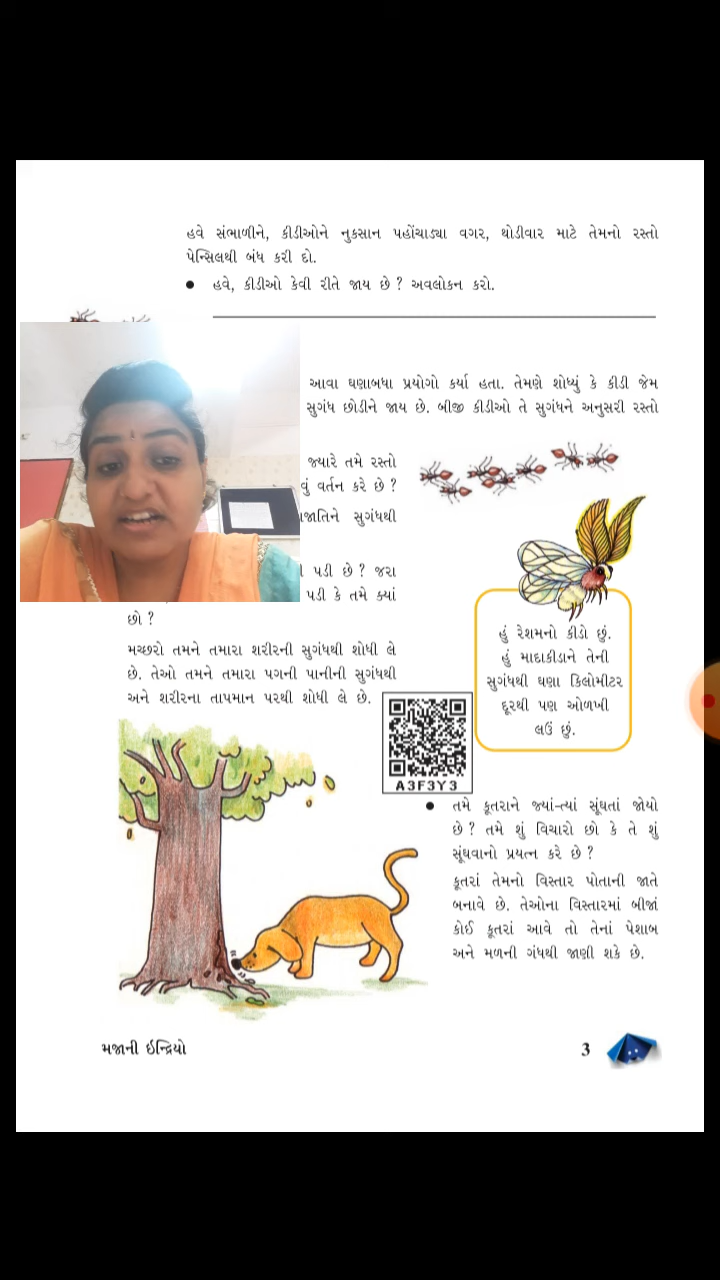 હવે સંભાળીને, કીડીઓને નુકસાન પહોંચાડ્યા વગર, થોડીવાર માટે તેમનો રસ્તો
પેન્સિલથી બંધ કરી દો.
● હવે, કીડીઓ કેવી રીતે જાય છે ? અવલોકન કરો.
આવા ઘણાબધા પ્રયોગો કર્યા હતા. તેમણે શોધ્યું કે કીડી જેમ
સુગંધ છોડીને જાય છે. બીજી કીડીઓ તે સુગંધને અનુસરી રસ્તો
જ્યારે તમે રસ્તો
વર્તન કરે છે ?
સુગંધથી
પડી છે ? જરા
પડી કે તમે ક્યાં
છો ?
મચ્છરો તમને તમારા શરીરની સુગંધથી શોધી લે
છે. તેઓ તમને તમારા પગની પાનીની સુગંધથી
અને શરીરના તાપમાન પરથી શોધી લે છે.
હું રેશમનો કીડો છું.
હું માદાકીડાને તેની
સુગંધથી ઘણા કિલોમીટર
દૂરથી પણ ઓળખી
લઉં છું.
A3F3Y3
● તમે કૂતરાને જ્યાં-ત્યાં સૂંઘતાં જોયો
છે ? તમે શું વિચારો છો કે તે શું
સૂંઘવાનો પ્રયત્ન કરે છે ?
કૂતરાં તેમનો વિસ્તાર પોતાની જાતે
બનાવે છે. તેઓના વિસ્તારમાં બીજાં
કોઈ કૂતરાં આવે તો તેનાં પેશાબ
અને મળની ગંધથી જાણી શકે છે.
મજાની ઇન્દ્રિયો
3